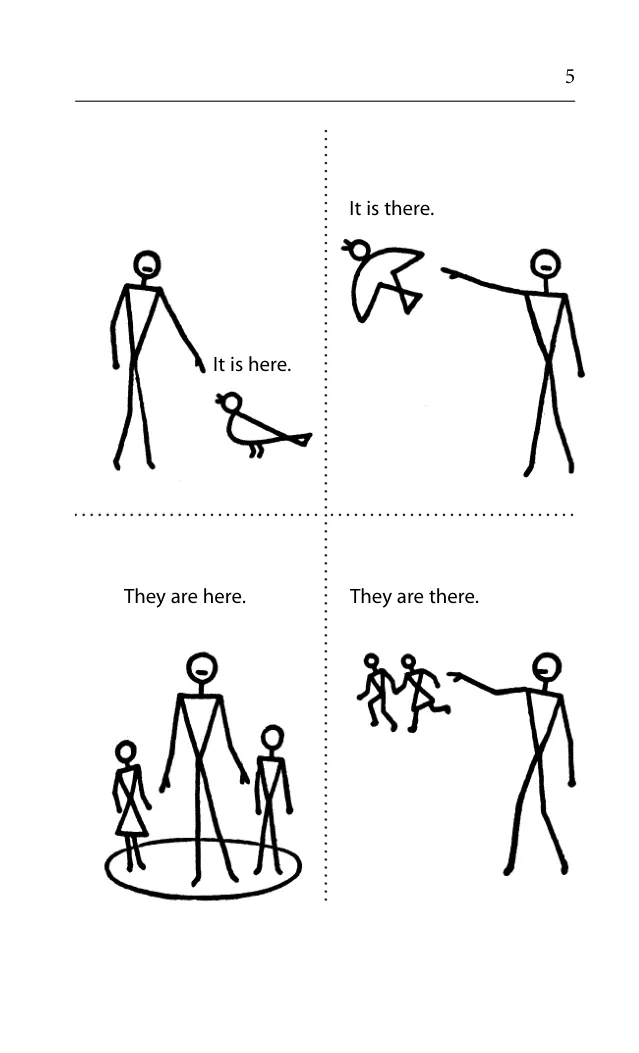 5
It is here.
It is there.
They are here.
They are there.